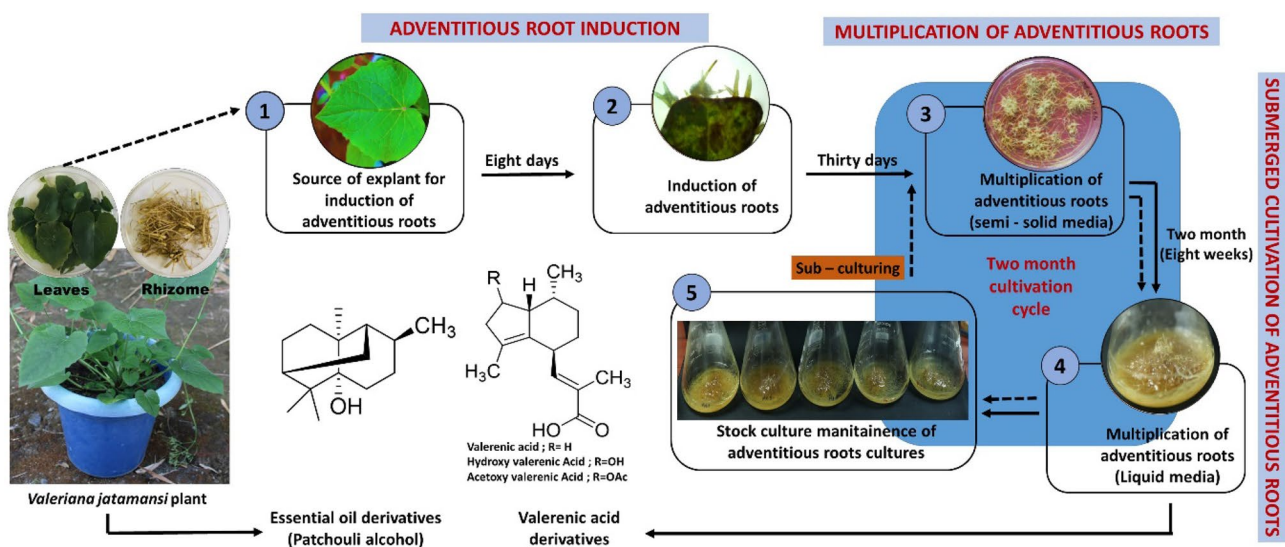 ADVENTITIOUS ROOT INDUCTION
MULTIPLICATION OF ADVENTITIOUS ROOTS
SUBMERGED CULTIVATION OF ADVENTITIOUS ROOTS
1
Source of explant for
induction of
adventitious roots
Eight days
2
Induction of
adventitious roots
Thirty days
3
Multiplication of
adventitious roots
(semi - solid media)
Two month
(Eight weeks)
Leaves
Rhizome
Sub – culturing
Two month
cultivation
cycle
5
Stock culture manitainence of
adventitious roots cultures
4
Multiplication of
adventitious roots
(Liquid media)
CH3
OH
R
H
CH3
H3C
CH3
HO
O
Valerenic acid ; R= H
Hydroxy valerenic Acid ; R=OH
Acetoxy valerenic Acid ; R=OAc
Valeriana jatamansi plant
Essential oil derivatives
(Patchouli alcohol)
Valerenic acid
derivatives